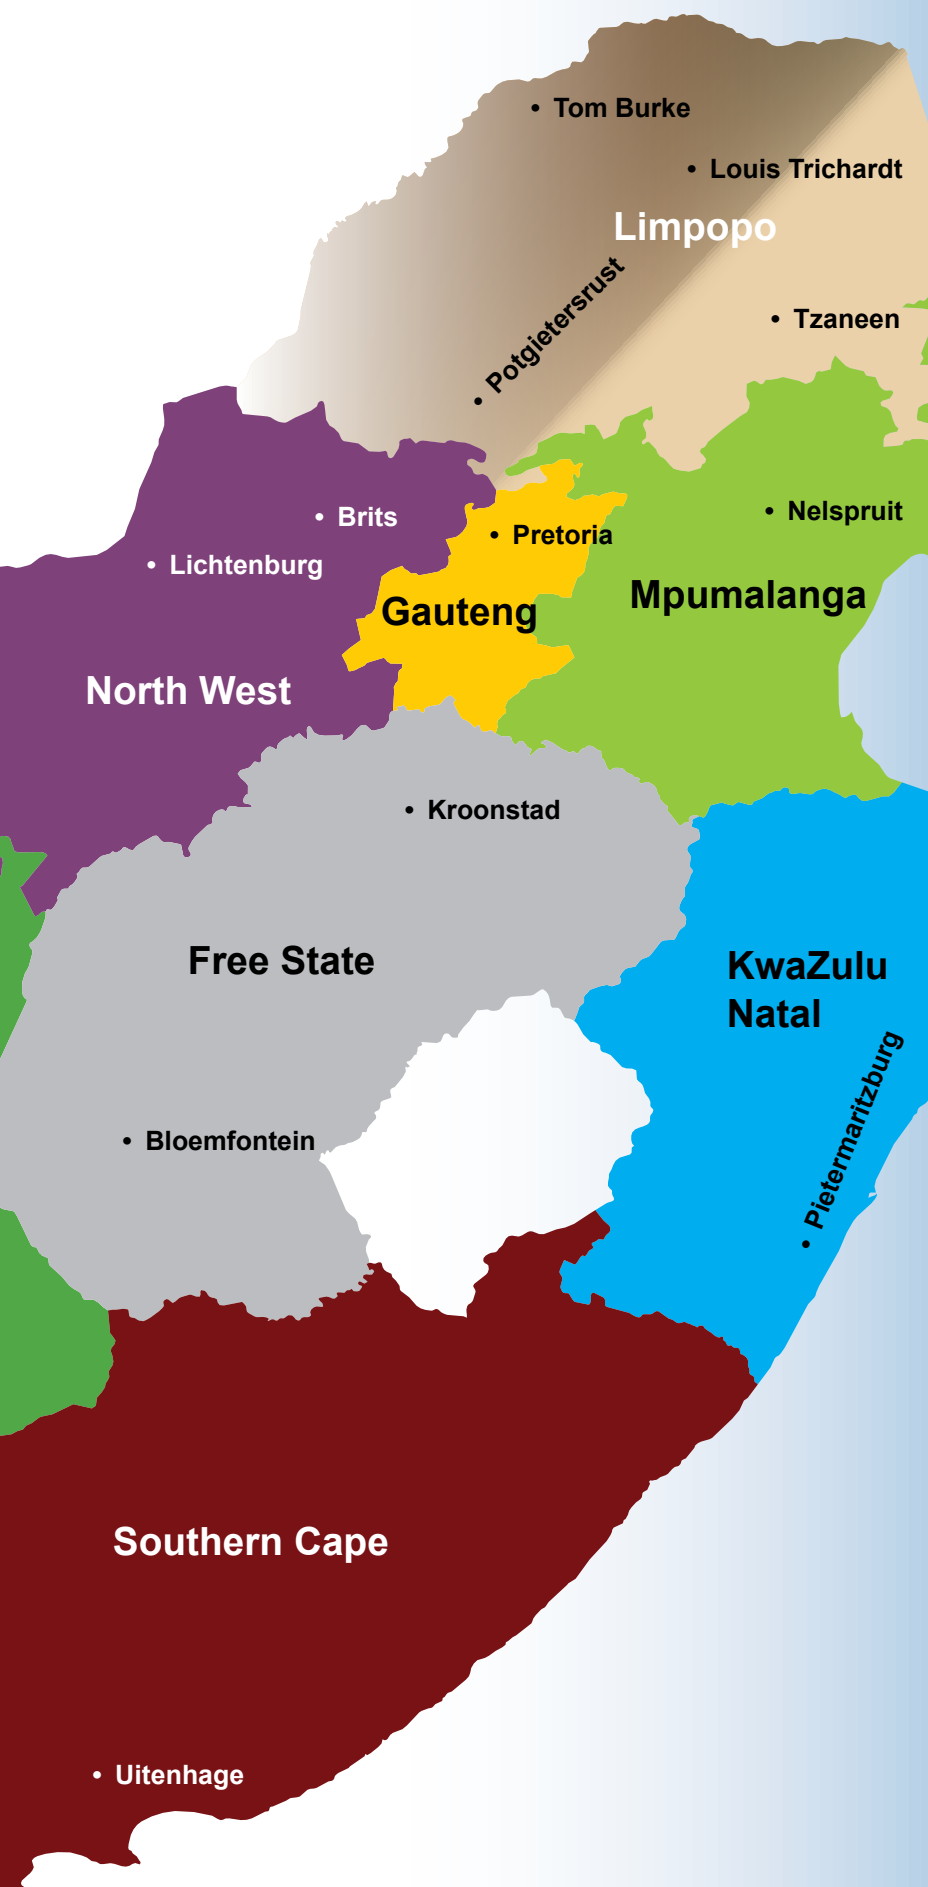 • Tom Burke
• Louis Trichardt
Limpopo
• Potgietersrust
• Tzaneen
• Brits
• Nelspruit
• Pretoria
• Lichtenburg
Mpumalanga
Gauteng
North West
• Kroonstad
Free State
KwaZulu
Natal
• Pietermaritzburg
• Bloemfontein
Southern Cape
• Uitenhage